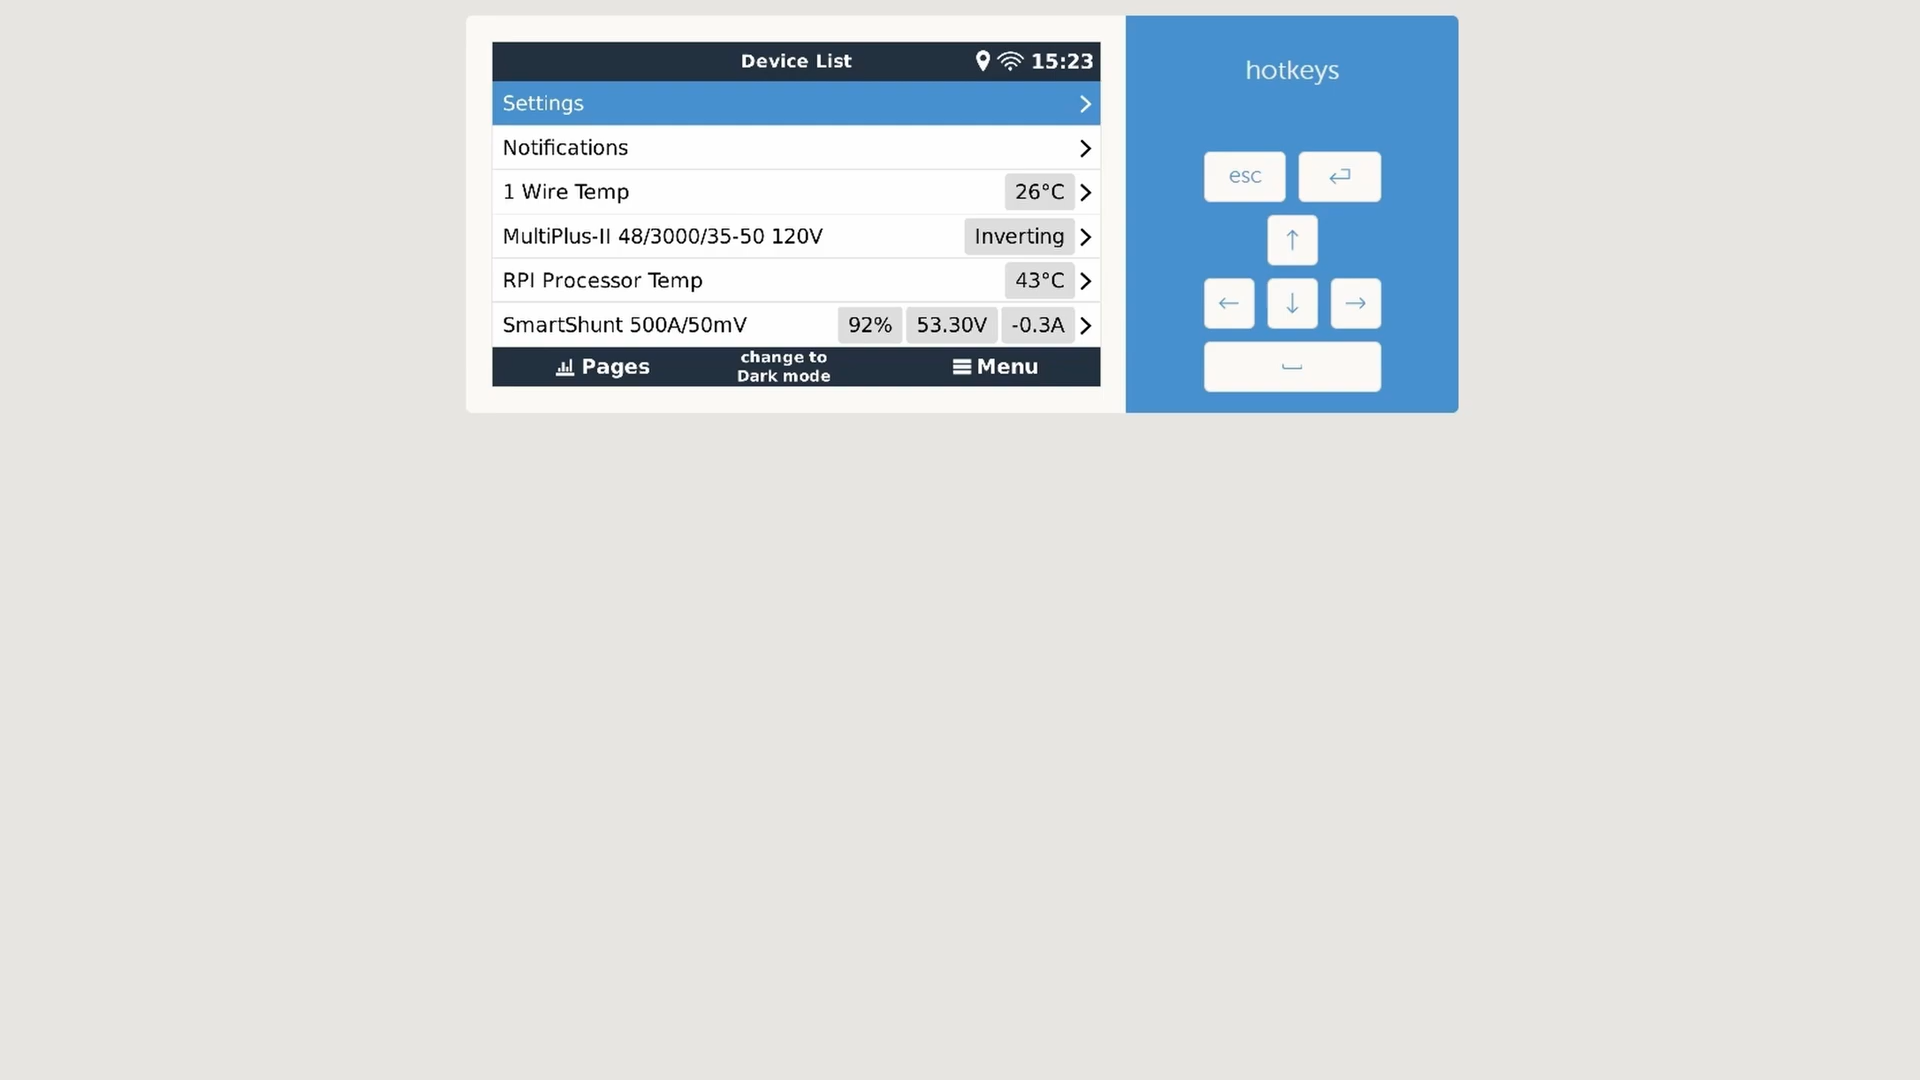 Device List 15:23
Settings
Notifications
1 Wire Temp 26°C
MultiPlus-II 48/3000/35-50 120V Inverting
RPI Processor Temp 43°C
SmartShunt 500A/50mV 92% 53.30V -0.3A
Pages change to Dark mode Menu
hotkeys
esc